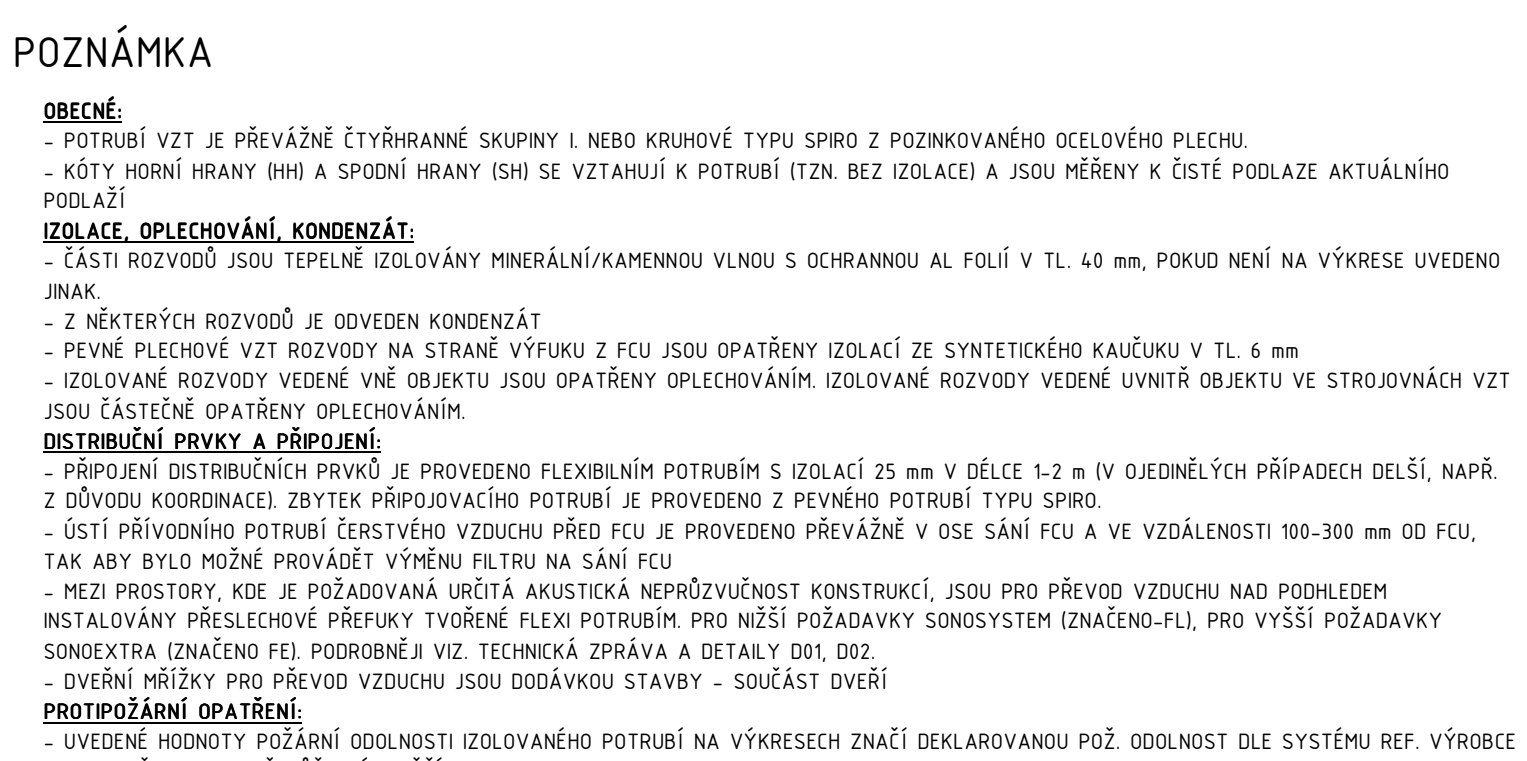 POZNÁMKA
OBECNÉ:
- POTRUBÍ VZT JE PŘEVÁŽNĚ ČTYŘHRANNÉ SKUPINY I. NEBO KRUHOVÉ TYPU SPIRO Z POZINKOVANÉHO OCELOVÉHO PLECHU.
- KÓTY HORNÍ HRANY (HH) A SPODNÍ HRANY (SH) SE VZTAHUJÍ K POTRUBÍ (TZN. BEZ IZOLACE) A JSOU MĚŘENY K ČISTÉ PODLAZE AKTUÁLNÍHO
PODLAŽÍ
IZOLACE, OPLECHOVÁNÍ, KONDENZÁT:
- ČÁSTI ROZVODŮ JSOU TEPELNĚ IZOLOVÁNY MINERÁLNÍ/KAMENNOU VLNOU S OCHRANNOU AL FOLIÍ V TL. 40 mm, POKUD NENÍ NA VÝKRESE UVEDENO
JINAK.
- Z NĚKTERÝCH ROZVODŮ JE ODVEDEN KONDENZÁT
- PEVNÉ PLECHOVÉ VZT ROZVODY NA STRANĚ VÝFUKU Z FCU JSOU OPATŘENY IZOLACÍ ZE SYNTETICKÉHO KAUČUKU V TL. 6 mm
- IZOLOVANÉ ROZVODY VEDENÉ VNĚ OBJEKTU JSOU OPATŘENY OPLECHOVÁNÍM. IZOLOVANÉ ROZVODY VEDENÉ UVNITŘ OBJEKTU VE STROJOVNÁCH VZT
JSOU ČÁSTEČNĚ OPATŘENY OPLECHOVÁNÍM.
DISTRIBUČNÍ PRVKY A PŘIPOJENÍ:
- PŘIPOJENÍ DISTRIBUČNÍCH PRVKŮ JE PROVEDENO FLEXIBILNÍM POTRUBÍM S IZOLACÍ 25 mm V DÉLCE 1-2 m (V OJEDINĚLÝCH PŘÍPADECH DELŠÍ, NAPŘ.
Z DŮVODU KOORDINACE). ZBYTEK PŘIPOJOVACÍHO POTRUBÍ JE PROVEDENO Z PEVNÉHO POTRUBÍ TYPU SPIRO.
- ÚSTÍ PŘÍVODNÍHO POTRUBÍ ČERSTVÉHO VZDUCHU PŘED FCU JE PROVEDENO PŘEVÁŽNĚ V OSE SÁNÍ FCU A VE VZDÁLENOSTI 100-300 mm OD FCU,
TAK ABY BYLO MOŽNÉ PROVÁDĚT VÝMĚNU FILTRU NA SÁNÍ FCU
- MEZI PROSTORY, KDE JE POŽADOVANÁ URČITÁ AKUSTICKÁ NEPRŮZVUČNOST KONSTRUKCÍ, JSOU PRO PŘEVOD VZDUCHU NAD PODHLEDEM
INSTALOVÁNY PŘESLECHOVÉ PŘEFUKY TVOŘENÉ FLEXI POTRUBÍM. PRO NIŽŠÍ POŽADAVKY SONOSYSTEM (ZNAČENO-FL), PRO VYŠŠÍ POŽADAVKY
SONOEXTRA (ZNAČENO FE). PODROBNĚJI VIZ. TECHNICKÁ ZPRÁVA A DETAILY D01, D02.
- DVEŘNÍ MŘÍŽKY PRO PŘEVOD VZDUCHU JSOU DODÁVKOU STAVBY - SOUČÁST DVEŘÍ
PROTIPOŽÁRNÍ OPATŘENÍ:
- UVEDENÉ HODNOTY POŽÁRNÍ ODOLNOSTI IZOLOVANÉHO POTRUBÍ NA VÝKRESECH ZNAČÍ DEKLAROVANOU POŽ. ODOLNOST DLE SYSTÉMU REF. VÝROBCE